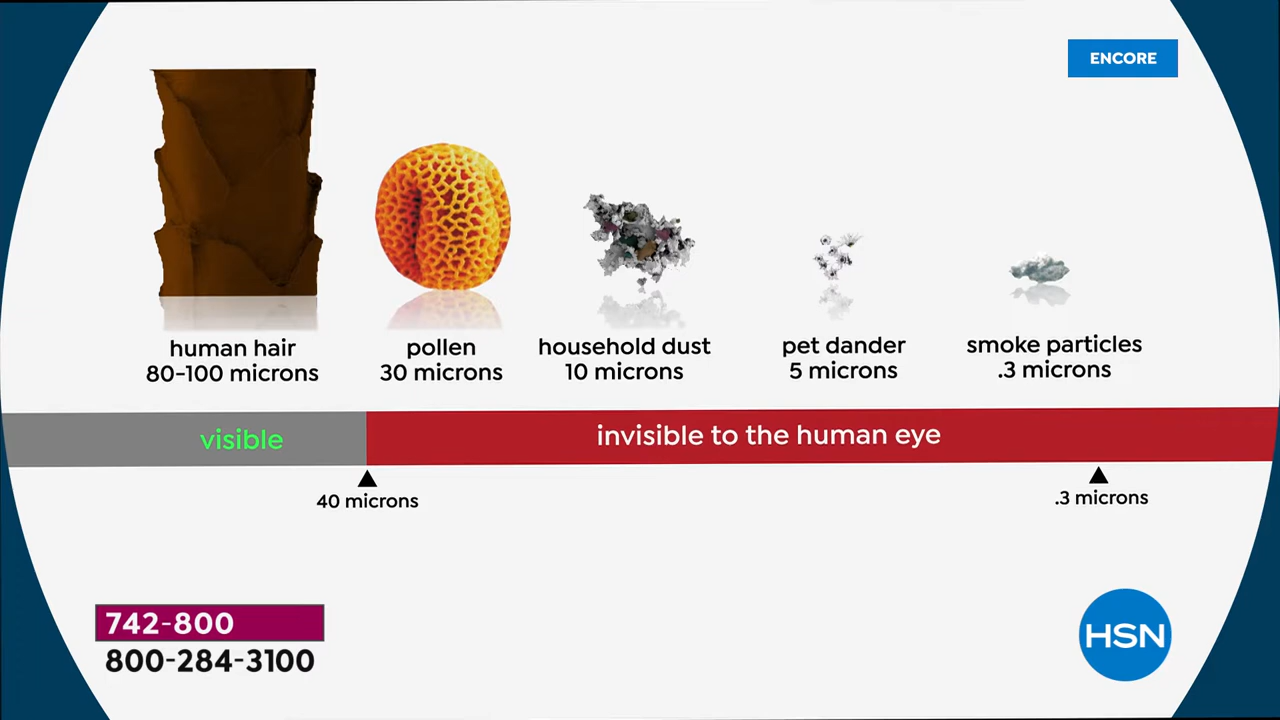 ENCORE
human hair
80-100 microns
pollen
30 microns
household dust
10 microns
pet dander
5 microns
smoke particles
.3 microns
visible
invisible to the human eye
40 microns
.3 microns
742-800
800-284-3100
HSN